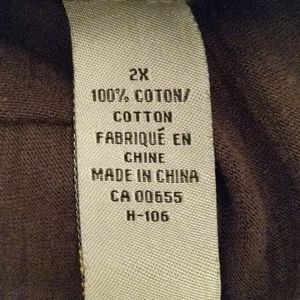 2X
100% COTON/
COTTON
FABRIQUÉ EN
CHINE
MADE IN CHINA
CA 00655
H-106